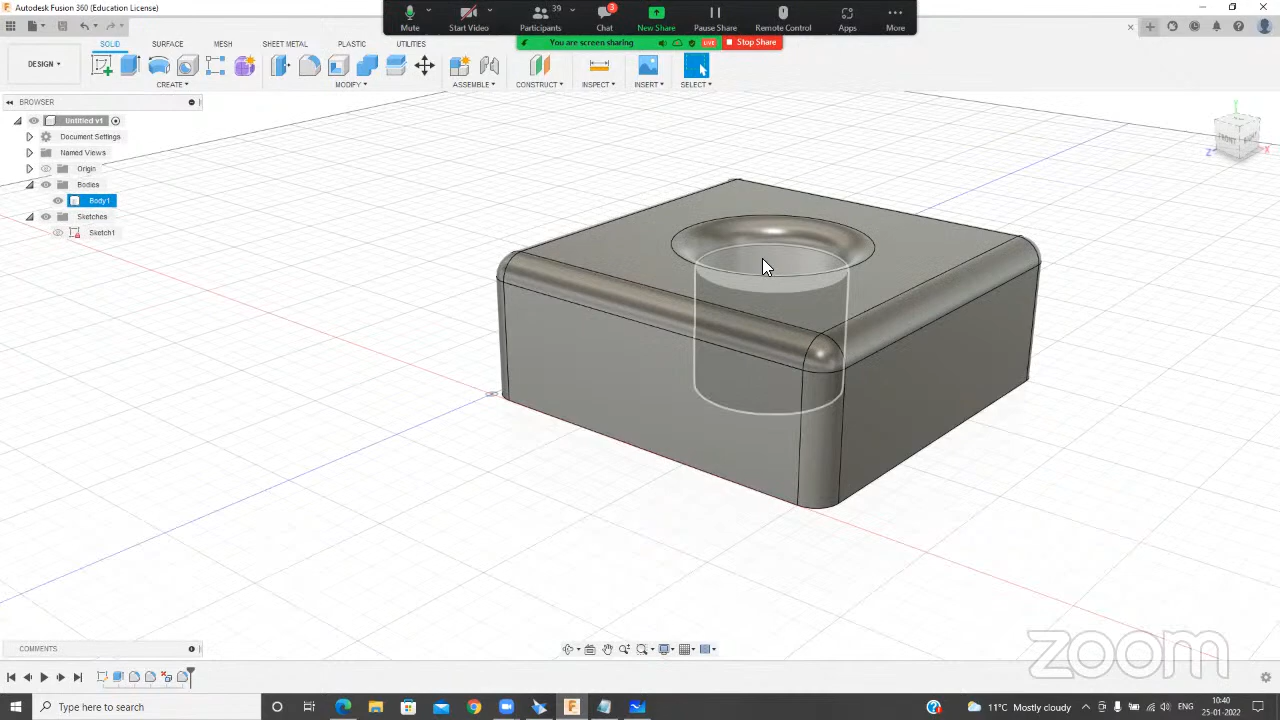 Autodesk Fusion 360 (Education License)
Mute
Start Video
39
Participants
3
Chat
New Share
Pause Share
Remote Control
Apps
More
You are screen sharing
LIVE
Stop Share
SOLID
SURFACE
MESH
SHEET METAL
PLASTIC
UTILITIES
DESIGN
CREATE
MODIFY
ASSEMBLE
CONSTRUCT
INSPECT
INSERT
SELECT
BROWSER
Untitled v1
Document Settings
Named Views
Origin
Bodies
Body1
Sketches
Sketch1
Y
FRONT
Z
X
COMMENTS
zoom
Type here to search
11°C Mostly cloudy
ENG
10:40
25-01-2022